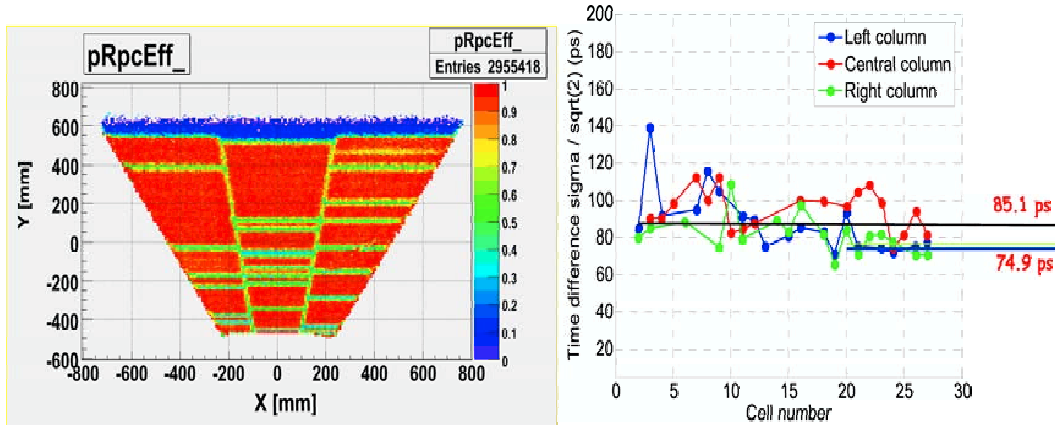 pRpcEff_
pRpcEff_
Entries 2955418
800
600
400
200
0
-200
-400
-600
Y [mm]
-800 -600 -400 -200 0 200 400 600 800
X [mm]
1
0.9
0.8
0.7
0.6
0.5
0.4
0.3
0.2
0.1
0
Time difference sigma / sqrt(2) (ps)
200
180
160
140
120
100
80
60
40
20
0 5 10 15 20 25 30
Cell number
Left column
Central column
Right column
85.1 ps
74.9 ps